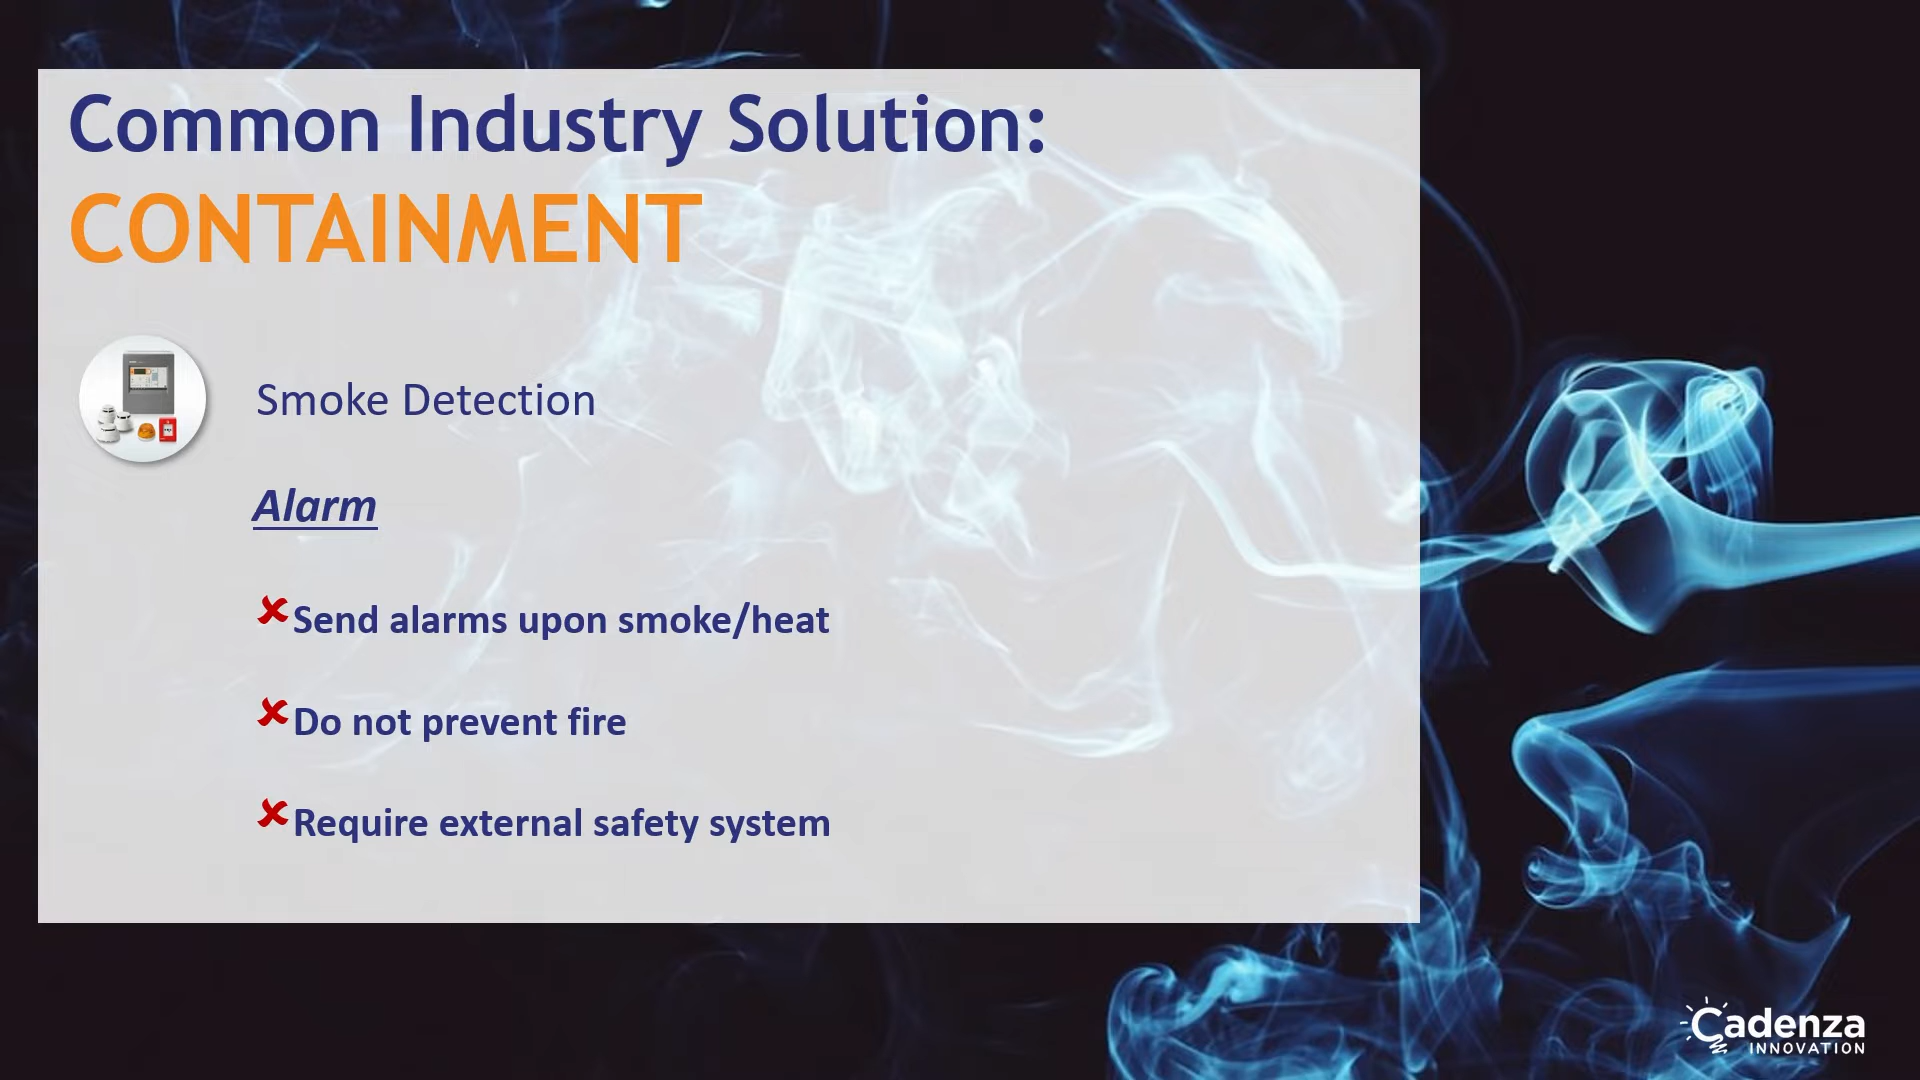 Common Industry Solution:
CONTAINMENT
Smoke Detection
Alarm
✘Send alarms upon smoke/heat
✘Do not prevent fire
✘Require external safety system
Cadenza
INNOVATION